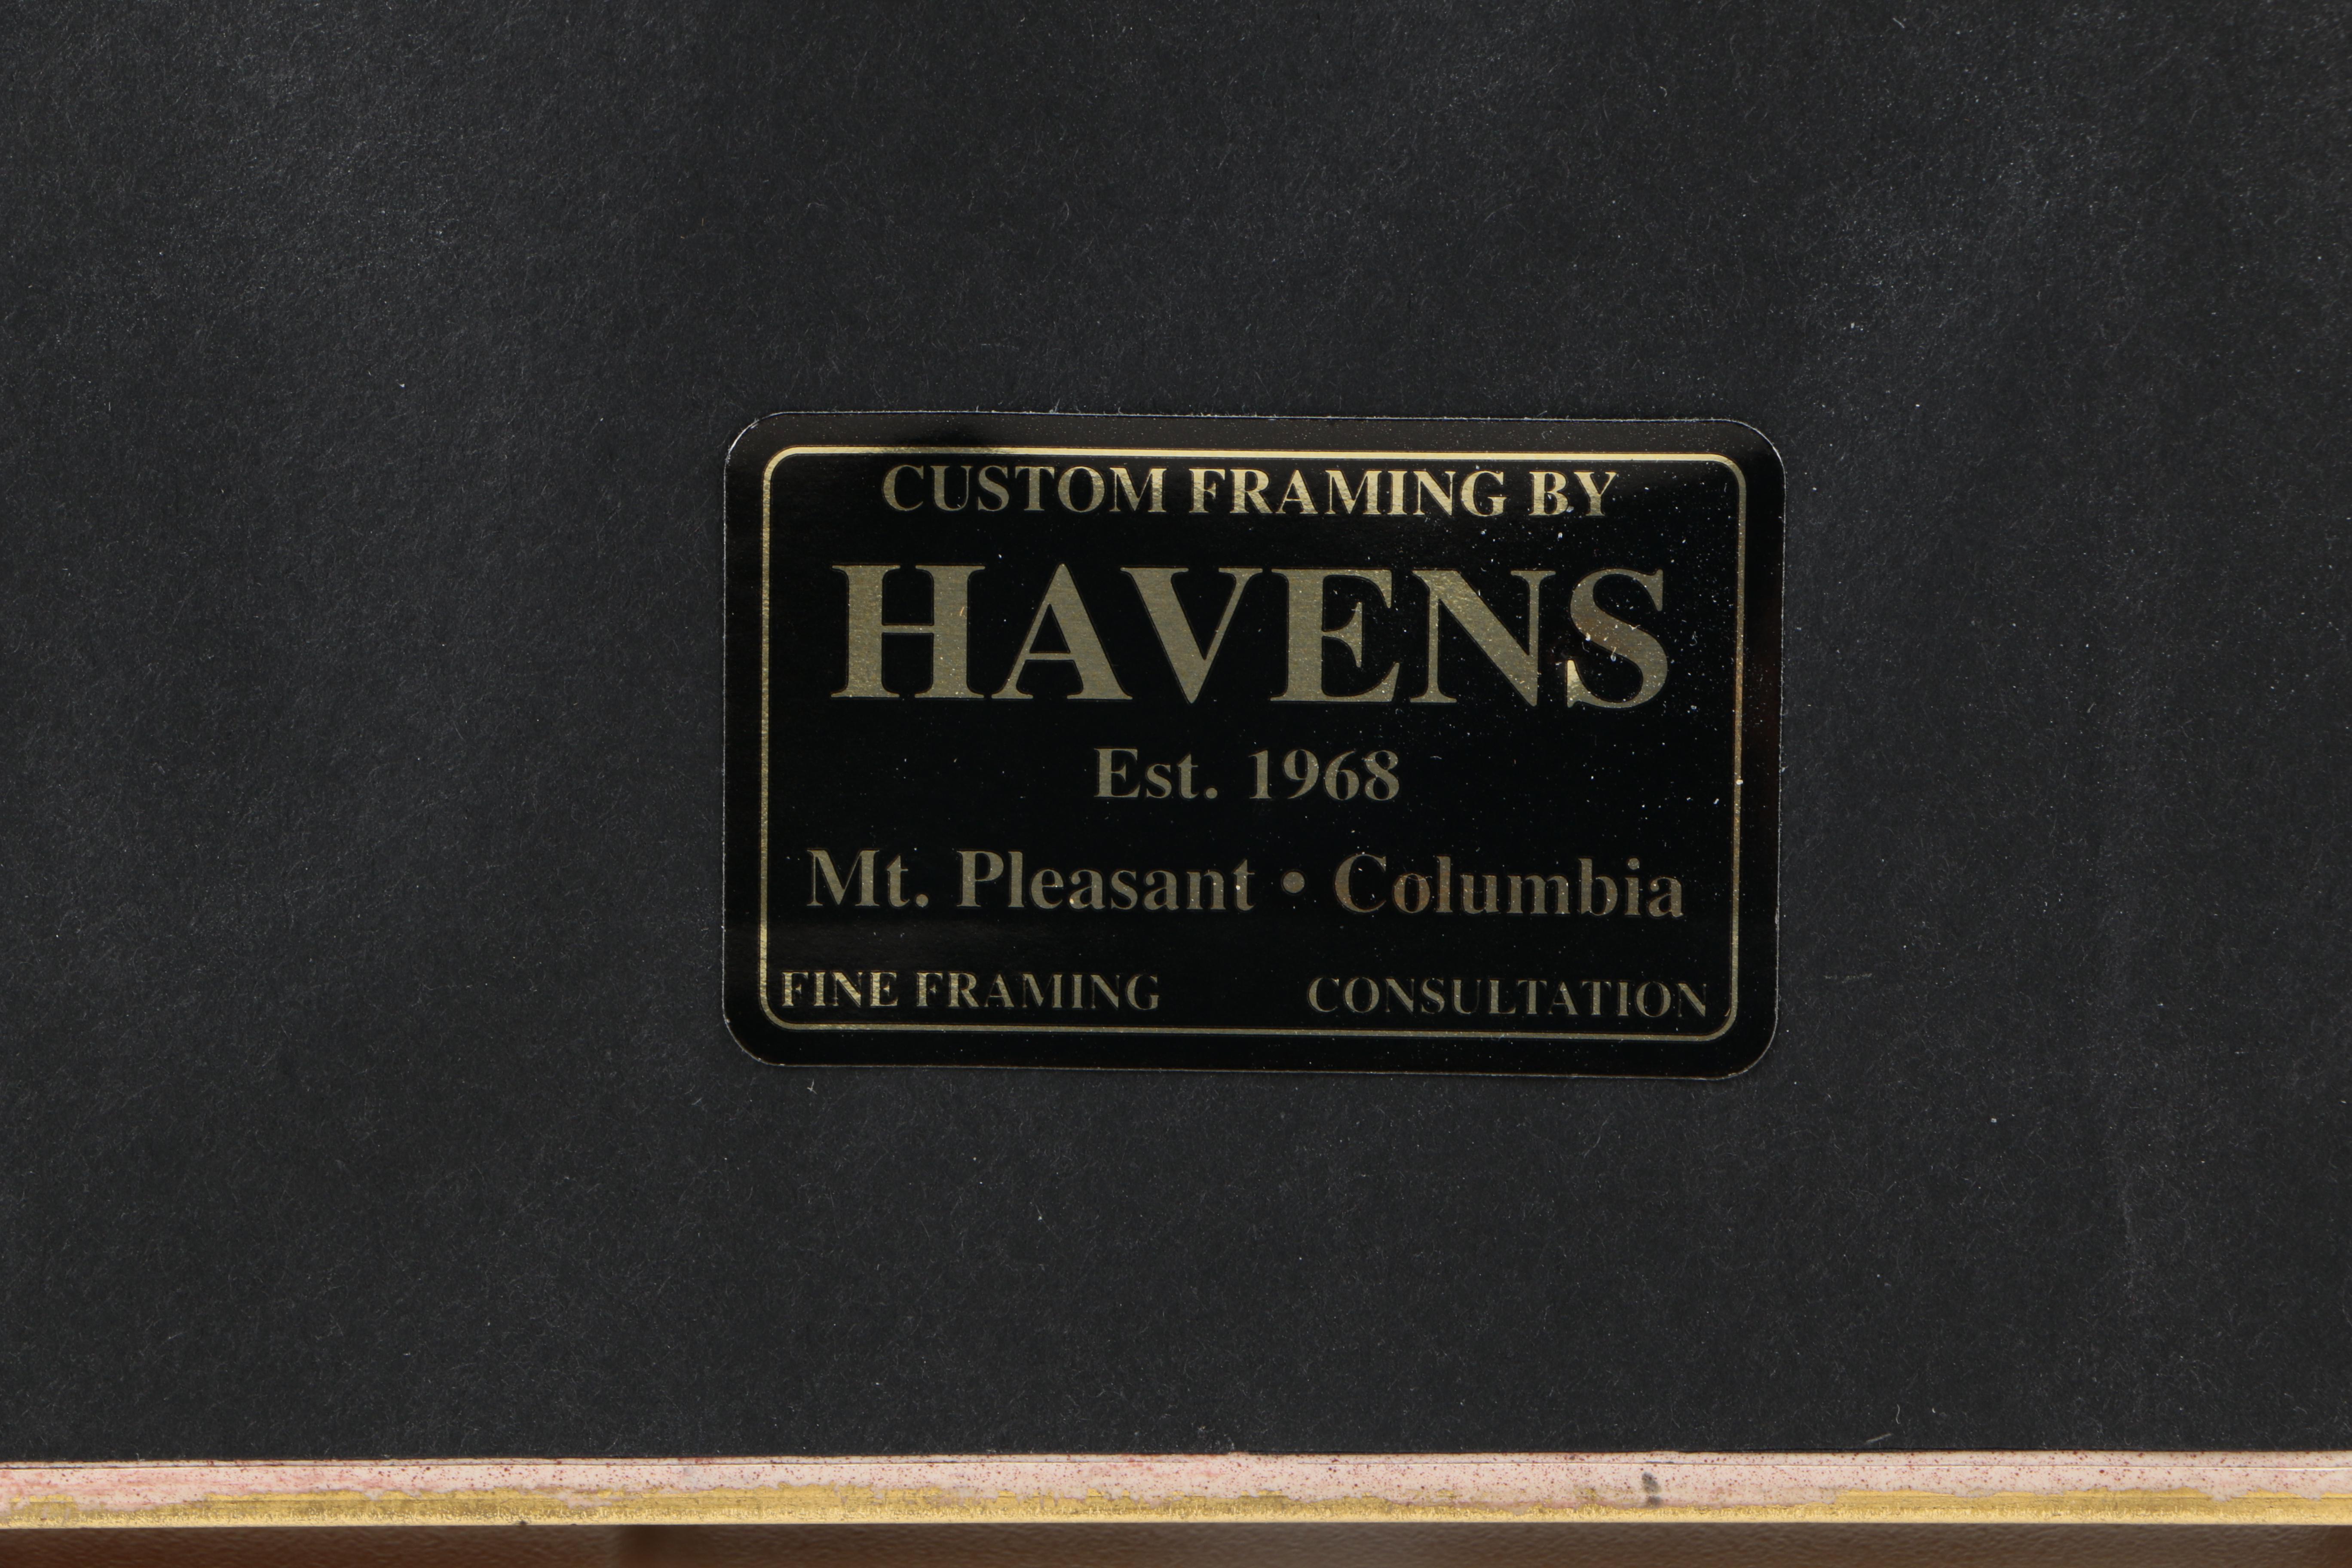 CUSTOM FRAMING BY
HAVENS
Est. 1968
Mt. Pleasant • Columbia
FINE FRAMING CONSULTATION